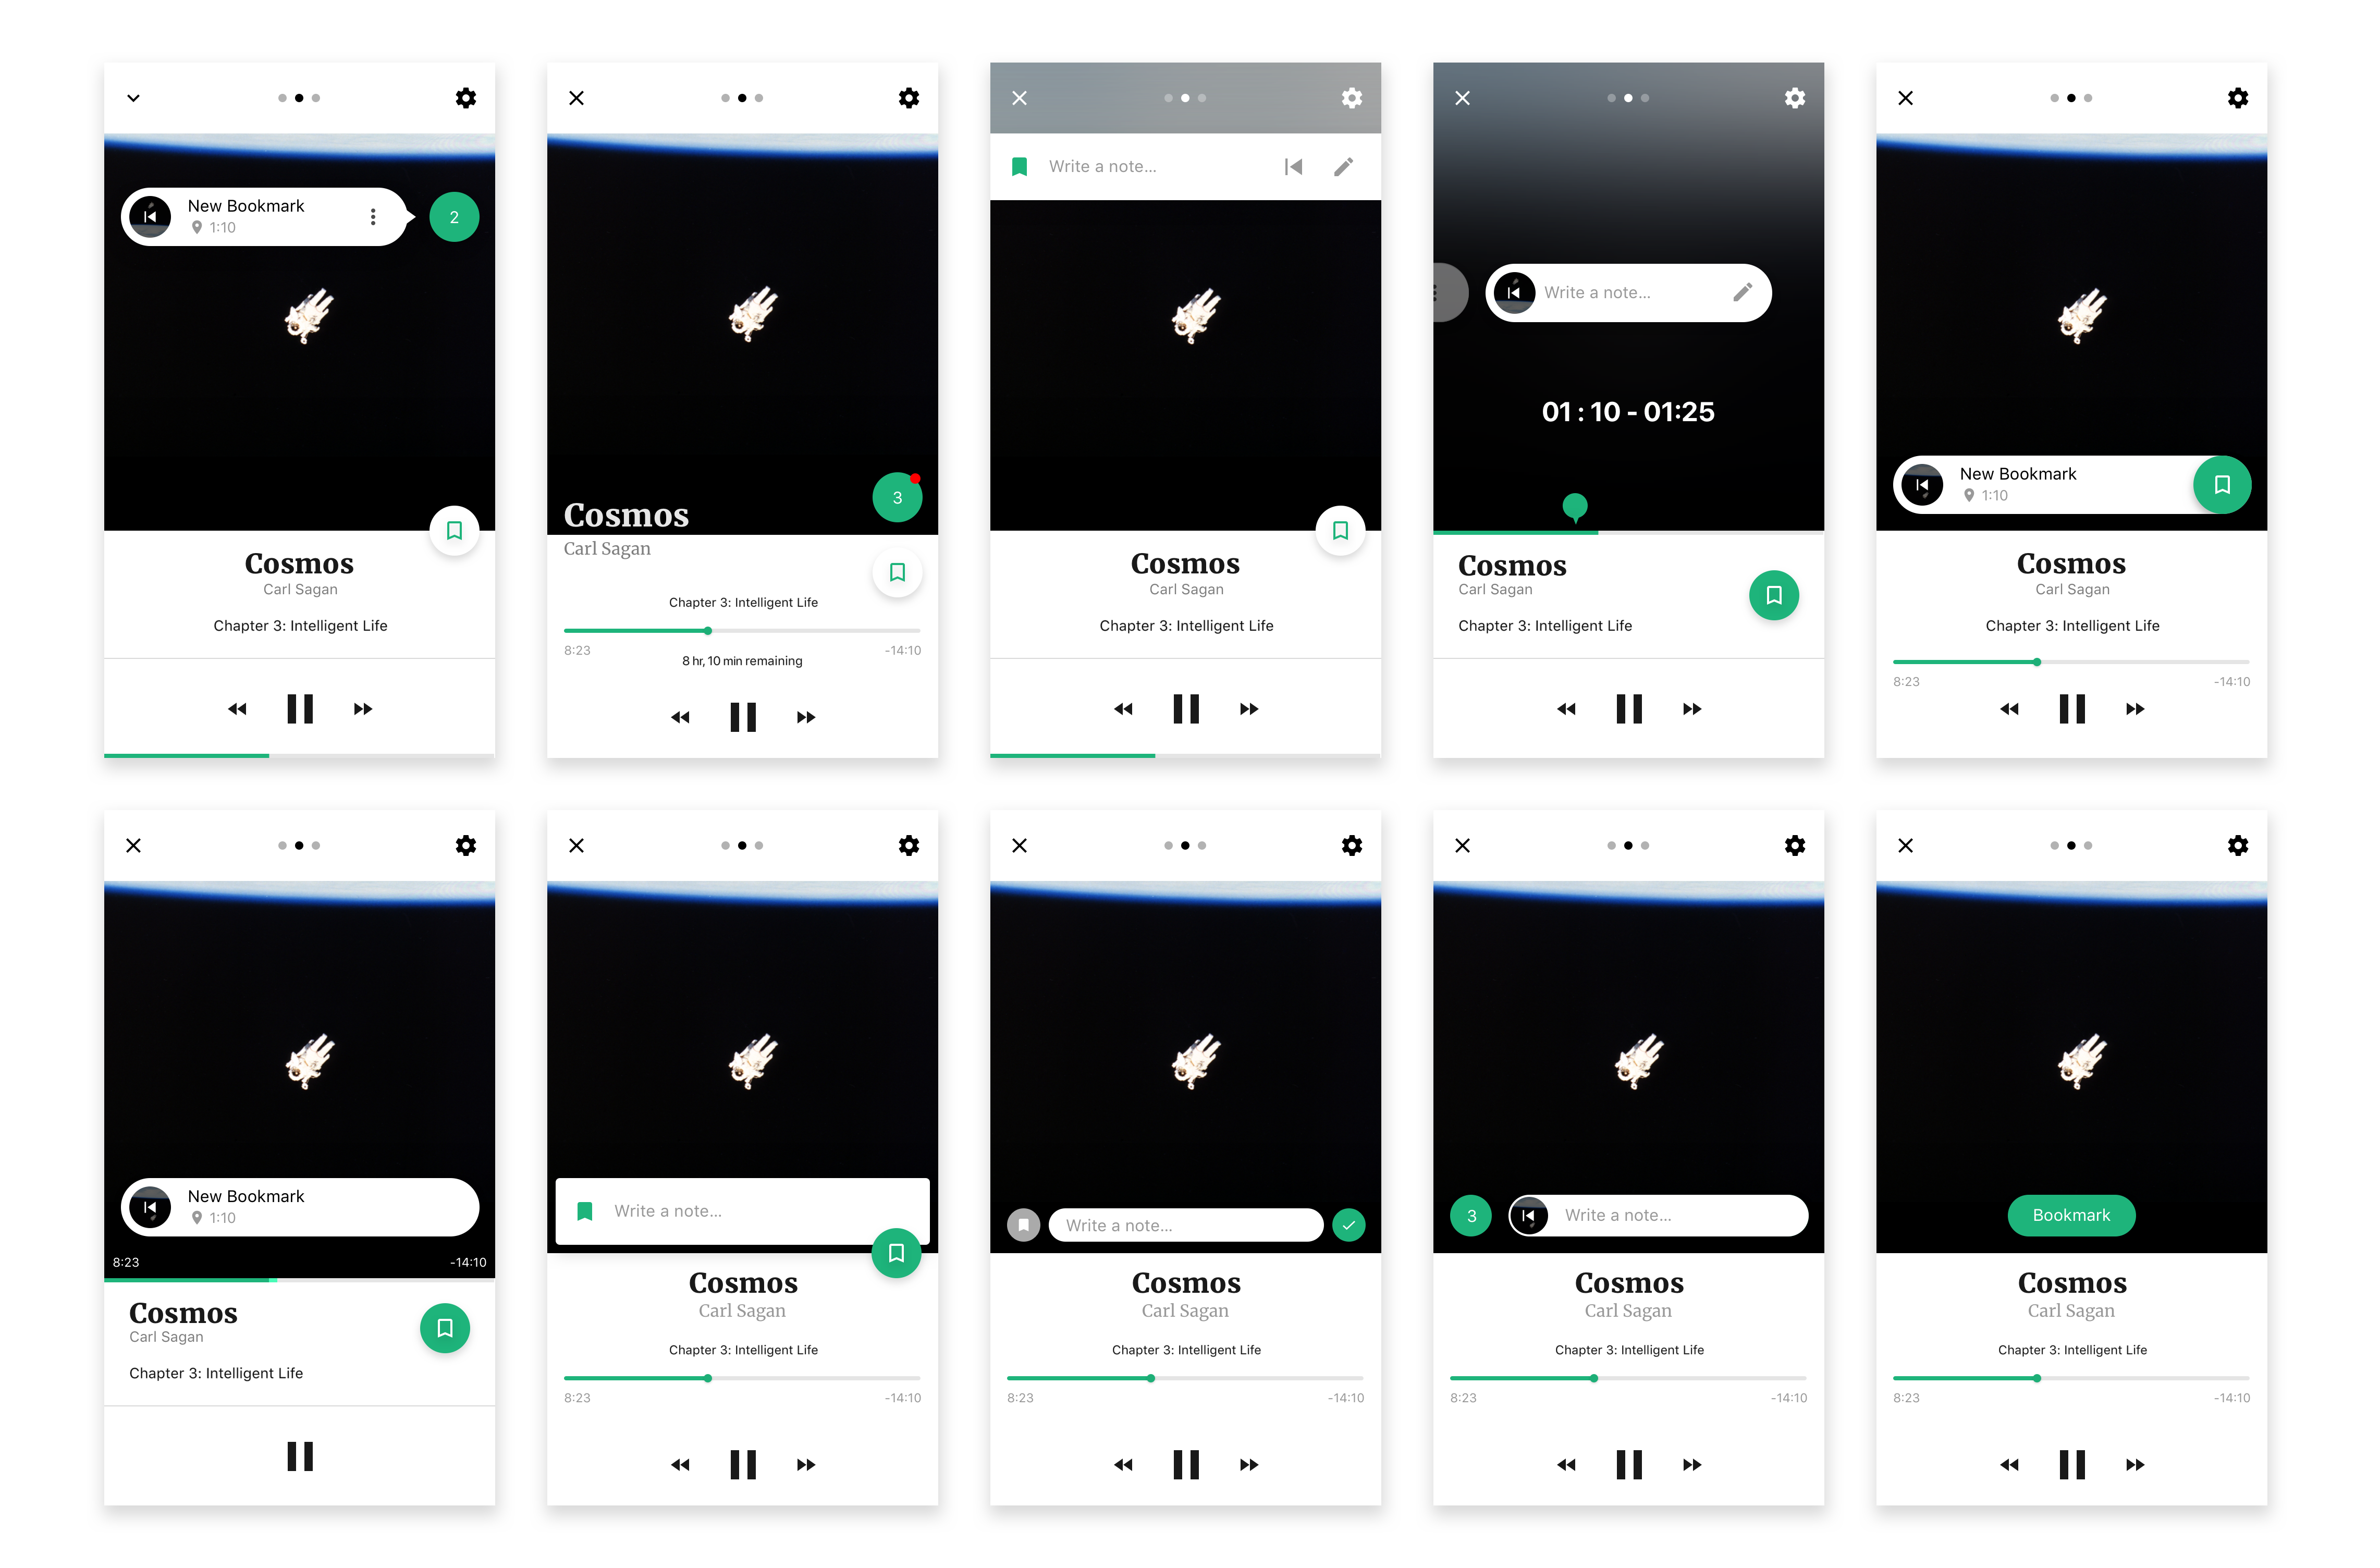 New Bookmark
1:10
2
Cosmos
Carl Sagan
Chapter 3: Intelligent Life
3
Cosmos
Carl Sagan
Chapter 3: Intelligent Life
8:23
-14:10
8 hr, 10 min remaining
Write a note...
Cosmos
Carl Sagan
Chapter 3: Intelligent Life
Write a note...
01 : 10 - 01:25
Cosmos
Carl Sagan
Chapter 3: Intelligent Life
New Bookmark
1:10
Cosmos
Carl Sagan
Chapter 3: Intelligent Life
8:23
-14:10
New Bookmark
1:10
8:23
-14:10
Cosmos
Carl Sagan
Chapter 3: Intelligent Life
Write a note...
Cosmos
Carl Sagan
Chapter 3: Intelligent Life
8:23
-14:10
Write a note...
Cosmos
Carl Sagan
Chapter 3: Intelligent Life
8:23
-14:10
3
Write a note...
Cosmos
Carl Sagan
Chapter 3: Intelligent Life
8:23
-14:10
Bookmark
Cosmos
Carl Sagan
Chapter 3: Intelligent Life
8:23
-14:10